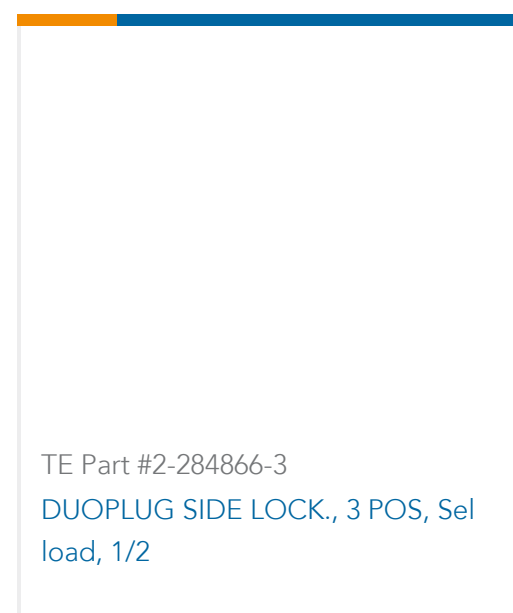 TE Part #2-284866-3
DUOPLUG SIDE LOCK., 3 POS, Sel
load, 1/2